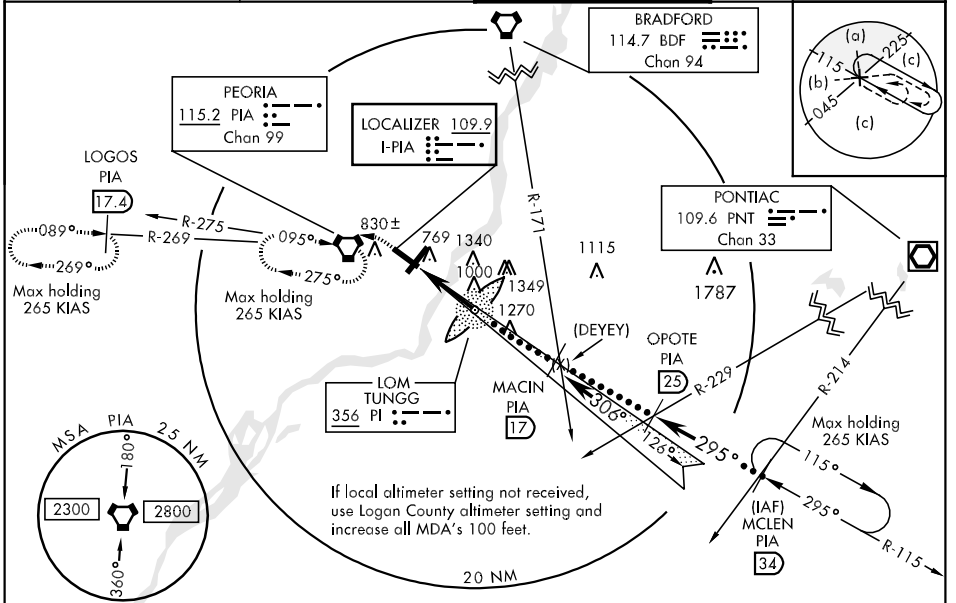 BRADFORD
114.7 BDF
Chan 94
(a)
225
(c)
115
(b)
045
(c)
PEORIA
115.2 PIA
Chan 99
LOCALIZER 109.9
I-PIA
LOGOS
PIA
17.4
R-171
PONTIAC
109.6 PNT
Chan 33
R-275
R-269
089°
269°
Max holding
265 KIAS
095°
275°
Max holding
265 KIAS
830±
769
1340
1000
1349
1270
1115
1787
(DEYEY)
(X)
OPOTE
PIA
25
R-229
R-214
LOM
TUNGG
356 PI
MACIN
PIA
17
306°
126°
295°
Max holding
265 KIAS
115°
295°
R-115
(IAF)
MCLEN
PIA
34
MSA PIA 25 NM
180°
2300
2800
360°
If local altimeter setting not received,
use Logan County altimeter setting and
increase all MDA's 100 feet.
20 NM